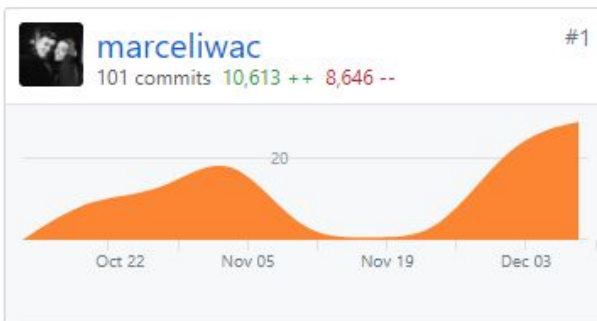 marceliwac
#1
101 commits 10,613 ++ 8,646 --
20
Oct 22 Nov 05 Nov 19 Dec 03